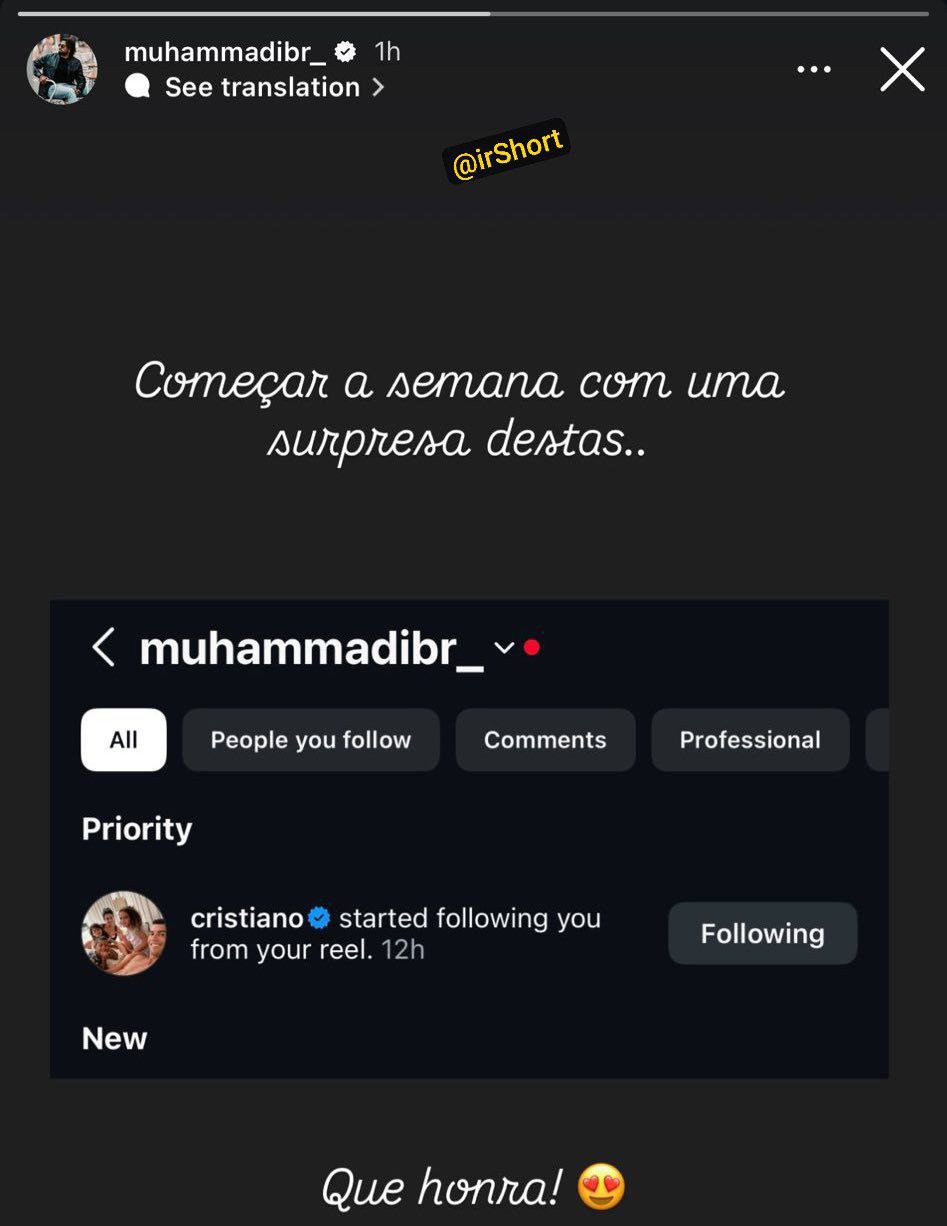 muhammadibr_ 1h
See translation >
@irShort
Começar a semana com uma
surpresa destas..
muhammadibr_
All People you follow Comments Professional
Priority
cristiano started following you
from your reel. 12h
Following
New
Que honra! 😍